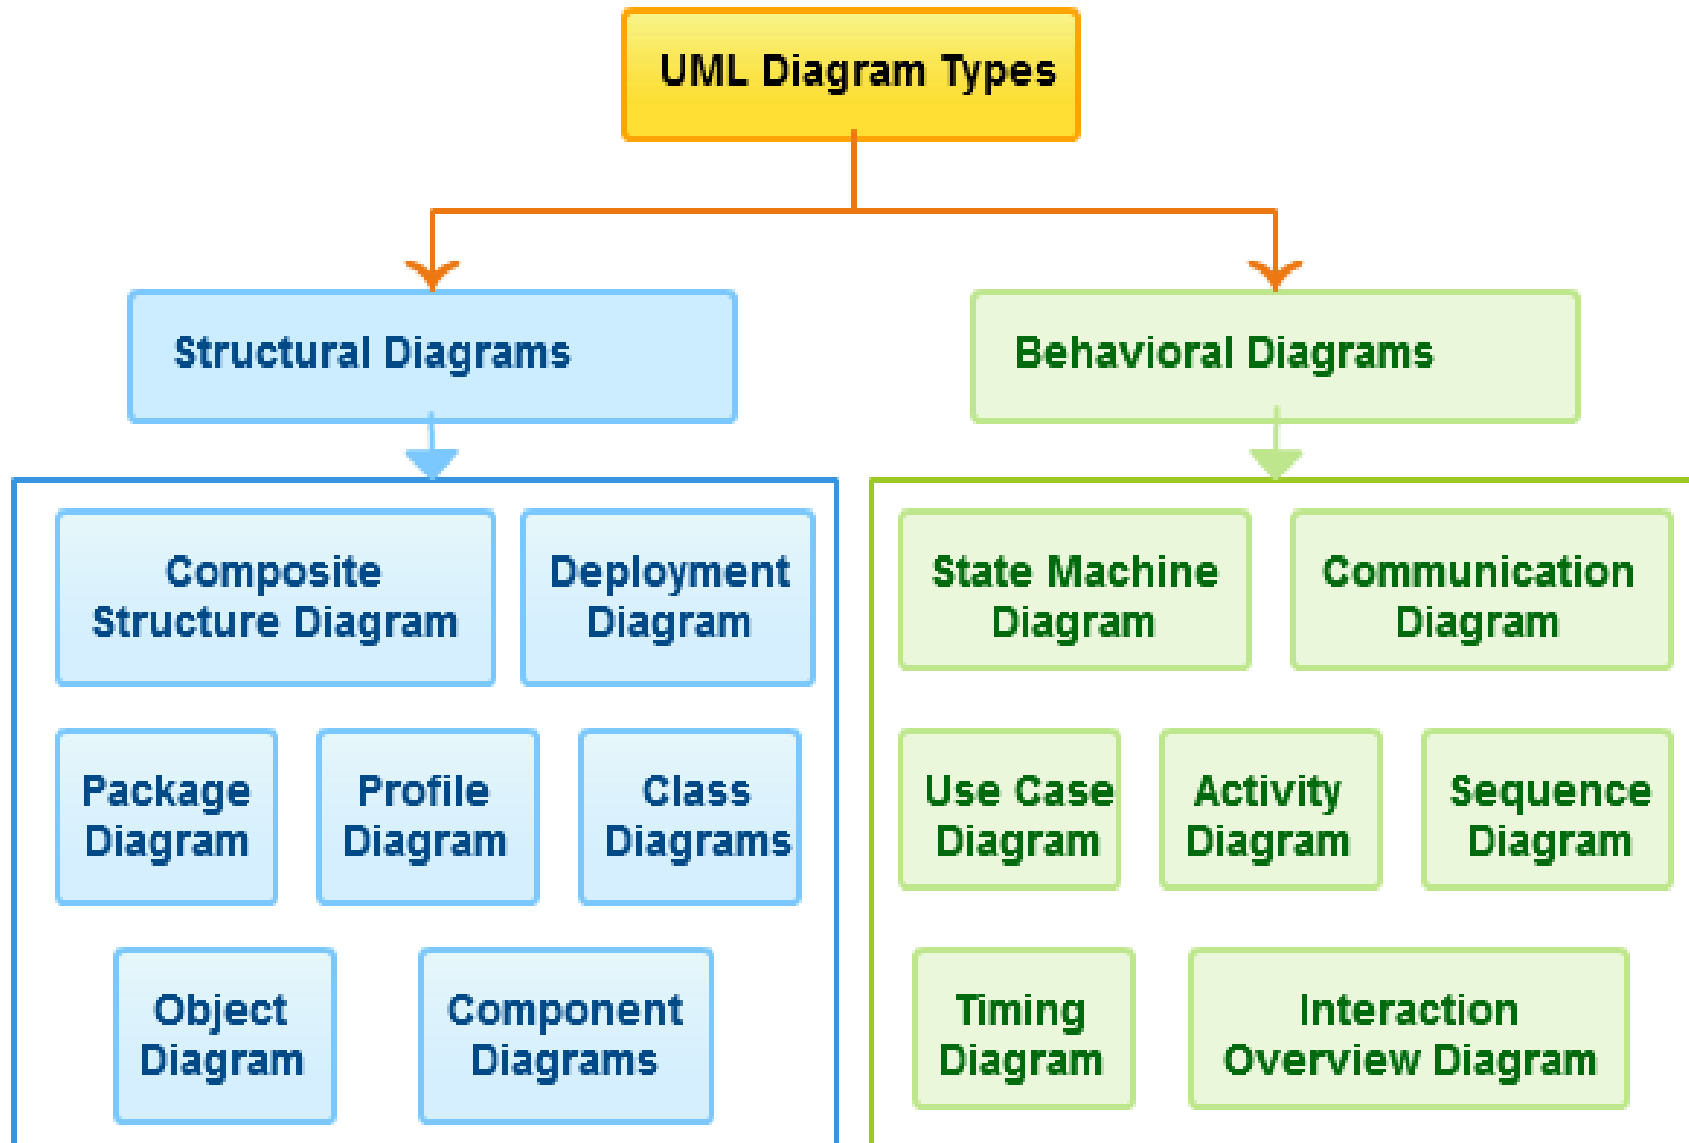 UML Diagram Types
Structural Diagrams
Behavioral Diagrams
Composite
Structure Diagram
Deployment
Diagram
Package
Diagram
Profile
Diagram
Class
Diagrams
Object
Diagram
Component
Diagrams
State Machine
Diagram
Communication
Diagram
Use Case
Diagram
Activity
Diagram
Sequence
Diagram
Timing
Diagram
Interaction
Overview Diagram